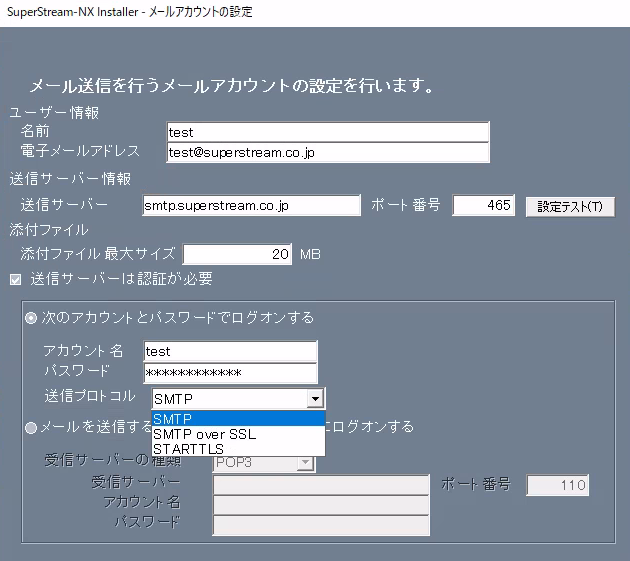 SuperStream-NX Installer - メールアカウントの設定
メール送信を行うメールアカウントの設定を行います。
ユーザー情報
名前 test
電子メールアドレス test@superstream.co.jp
送信サーバー情報
送信サーバー smtp.superstream.co.jp ポート番号 465 設定テスト(T)
添付ファイル
添付ファイル最大サイズ 20 MB
送信サーバーは認証が必要
次のアカウントとパスワードでログオンする
アカウント名 test
パスワード ************
送信プロトコル SMTP
SMTP
メールを送信する にログオンする
SMTP over SSL
STARTTLS
受信サーバーの種類 POP3
受信サーバー ポート番号 110
アカウント名
パスワード